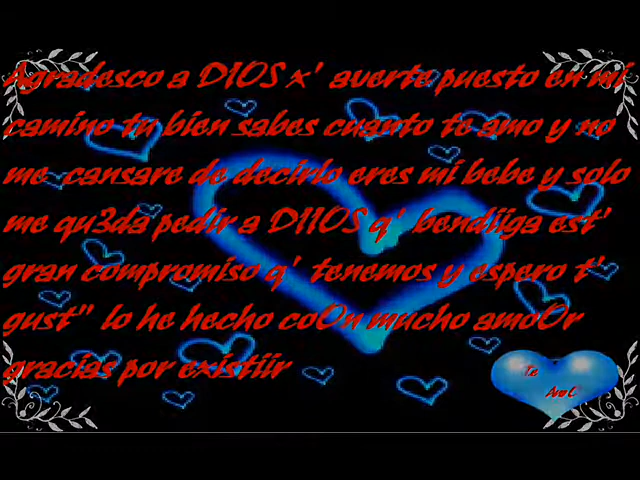 Agradesco a DIOS x' averte puesto en mi
camino tu bien sabes cuanto te amo y no
me cansare de decirlo eres mi bebe y solo
me qu3da pedir a DIIOS q' bendiiga est'
gran compromiso q' tenemos y espero t'
gust" lo he hecho coOn mucho amoOr
gracias por existiir
Te